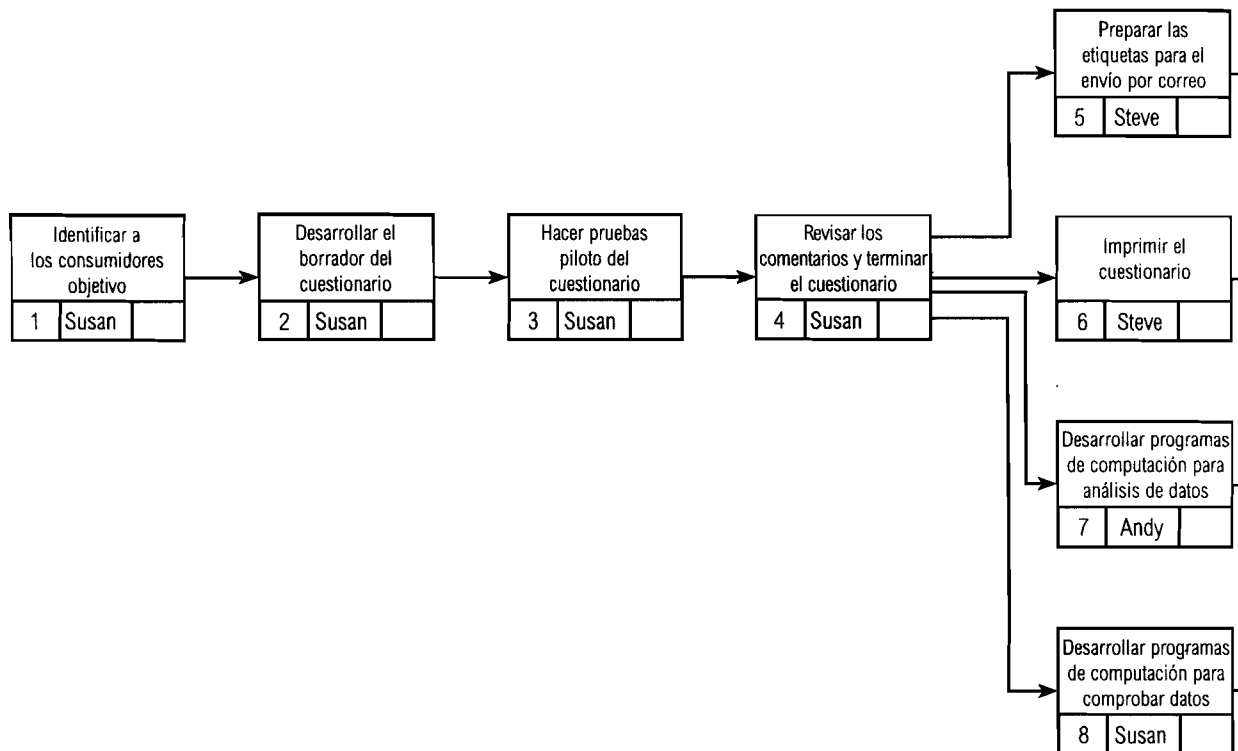 Preparar las
etiquetas para el
envío por correo
5 Steve
Identificar a
los consumidores
objetivo
1 Susan
Desarrollar el
borrador del
cuestionario
2 Susan
Hacer pruebas
piloto del
cuestionario
3 Susan
Revisar los
comentarios y terminar
el cuestionario
4 Susan
Imprimir el
cuestionario
6 Steve
Desarrollar programas
de computación para
análisis de datos
7 Andy
Desarrollar programas
de computación para
comprobar datos
8 Susan